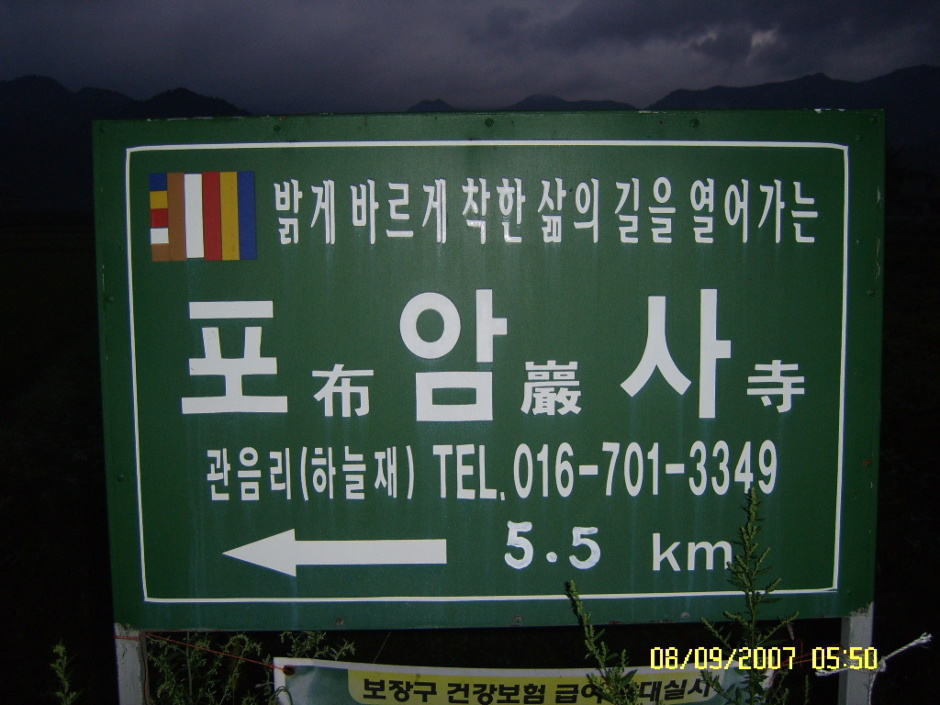 밝게 바르게 착한 삶의 길을 열어가는
포布 암巖 사寺
관음리(하늘재) TEL. 016-701-3349
5.5 km
보장구 건강보험 급여
08/09/2007 05:50